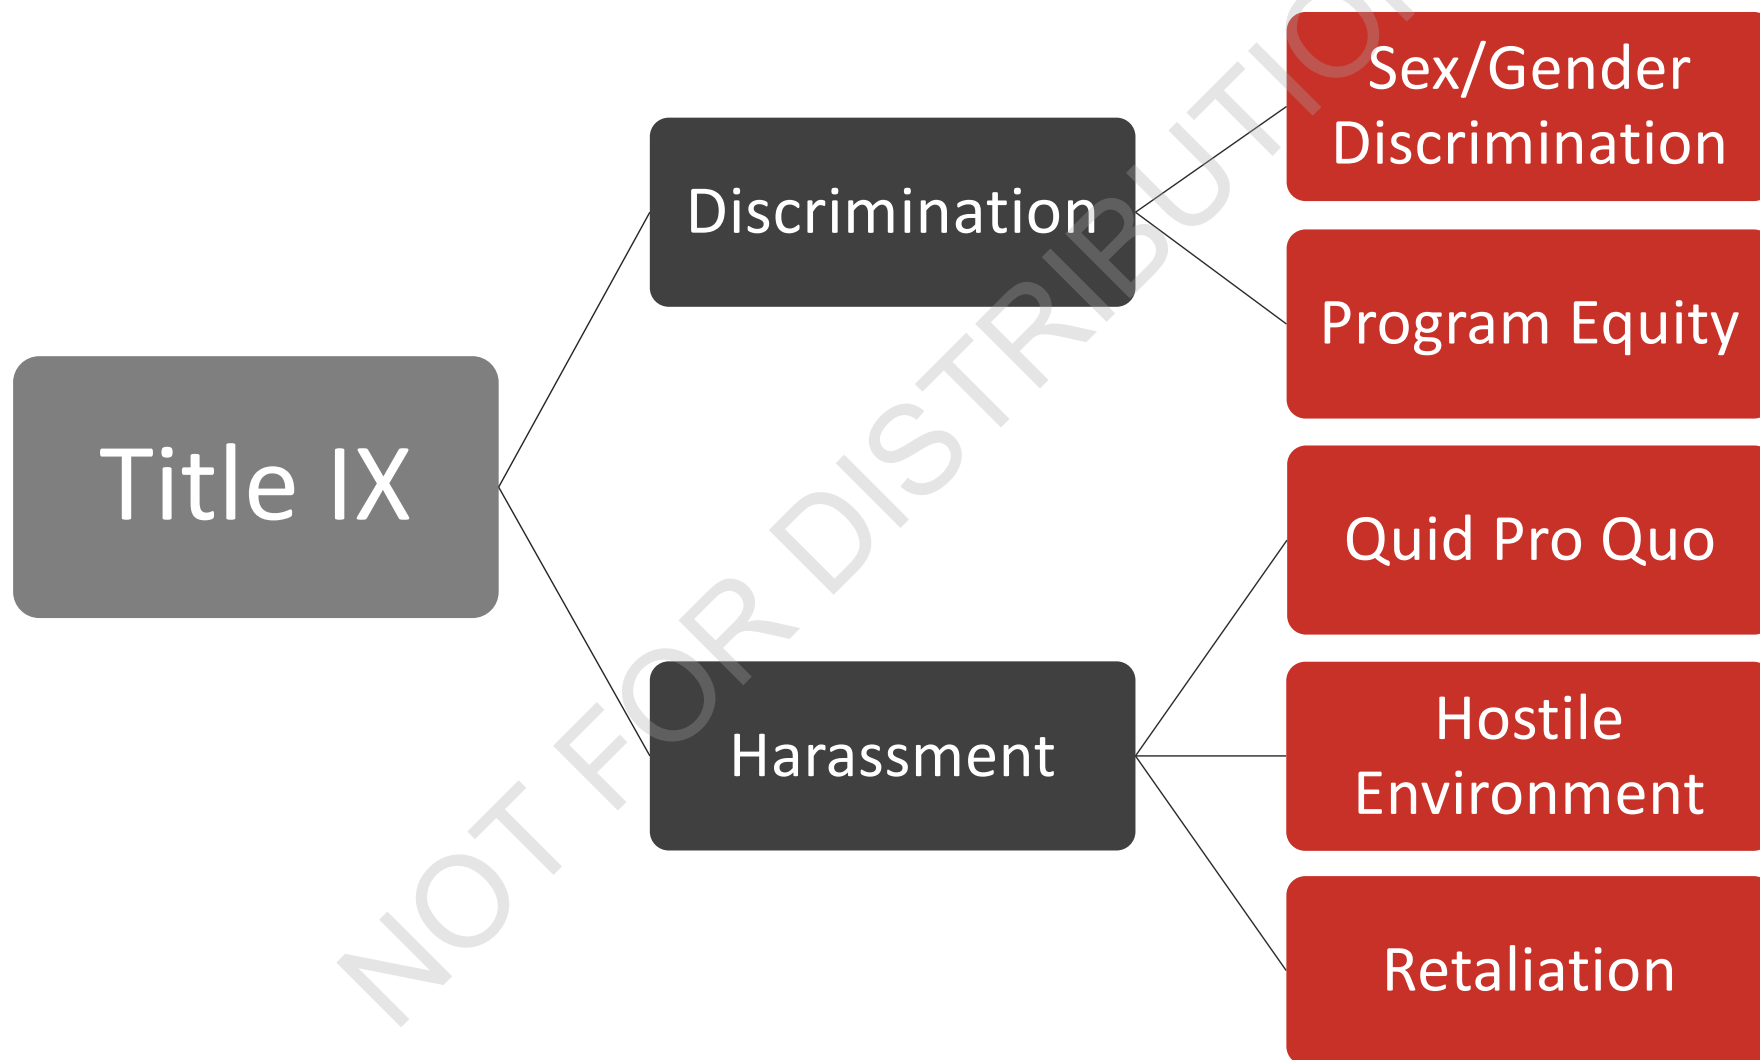 Title IX
Discrimination
Harassment
Sex/Gender
Discrimination
Program Equity
Quid Pro Quo
Hostile
Environment
Retaliation
NOT FOR DISTRIBUTION